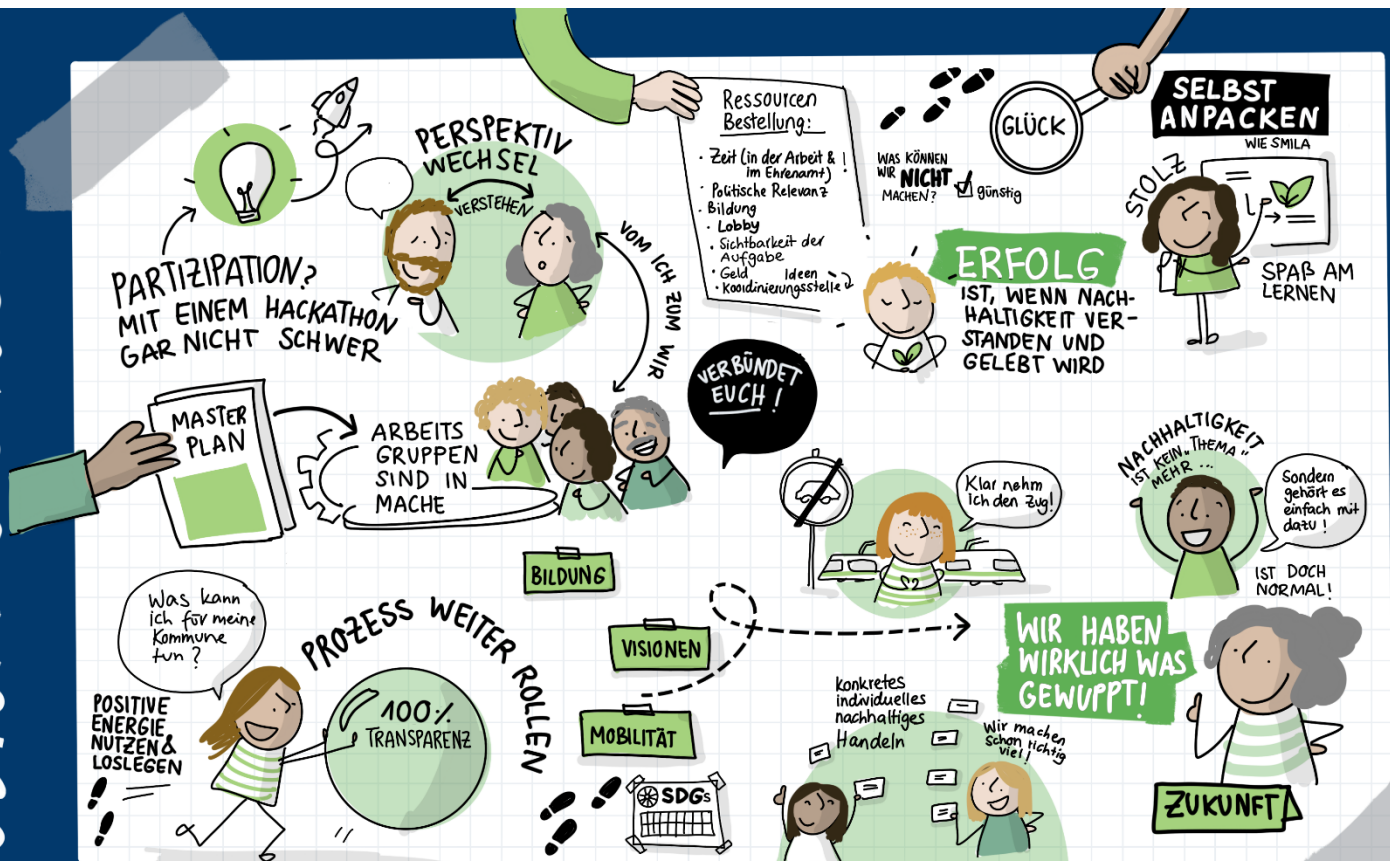 PARTIZIPATION?
MIT EINEM HACKATHON
GAR NICHT SCHWER
PERSPEKTIV
WECHSEL
VERSTEHEN
VOM ICH ZUM WIR
Ressourcen
Bestellung:
· Zeit (in der Arbeit & !
im Ehrenamt)
· Politische Relevanz
· Bildung
· Lobby
· Sichtbarkeit der
Aufgabe
· Geld Ideen
· Koordinierungsstelle
WAS KÖNNEN
WIR NICHT
MACHEN? günstig
GLÜCK
SELBST
ANPACKEN
WIE SMILA
STOLZ
SPAẞ AM
LERNEN
ERFOLG
IST, WENN NACH-
HALTIGKEIT VER-
STANDEN UND
GELEBT WIRD
MASTER
PLAN
ARBEITS
GRUPPEN
SIND IN
MACHE
VERBÜNDET
EUCH!
Klar nehm
ich den Zug!
NACHHALTIGKEIT
IST KEIN „THEMA"
MEHR ...
Sondern
gehört es
einfach mit
dazu!
IST DOCH
NORMAL!
BILDUNG
VISIONEN
MOBILITÄT
Was kann
ich für meine
Kommune
tun?
POSITIVE
ENERGIE
NUTZEN &
LOSLEGEN
PROZESS WEITER ROLLEN
100%
TRANSPARENZ
SDGs
konkretes
individuelles
nachhaltiges
Handeln
Wir machen
schon richtig
viel!
WIR HABEN
WIRKLICH WAS
GEWUPPT!
ZUKUNFT